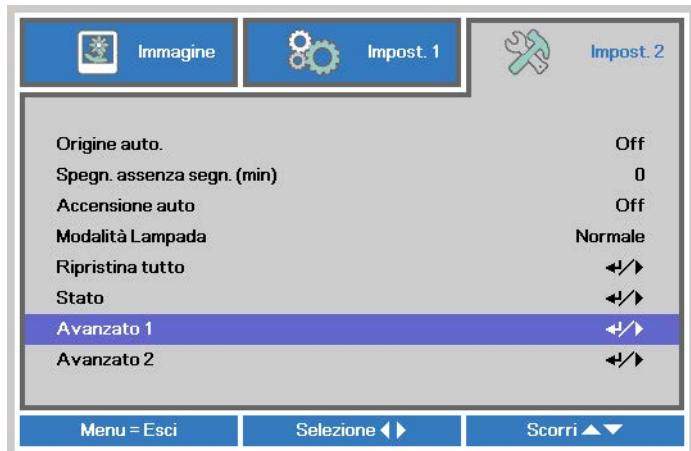 Immagine Impost. 1 Impost. 2
Origine auto. Off
Spegn. assenza segn. (min) 0
Accensione auto Off
Modalità Lampada Normale
Ripristina tutto
Stato
Avanzato 1
Avanzato 2
Menu = Esci Selezione Scorri